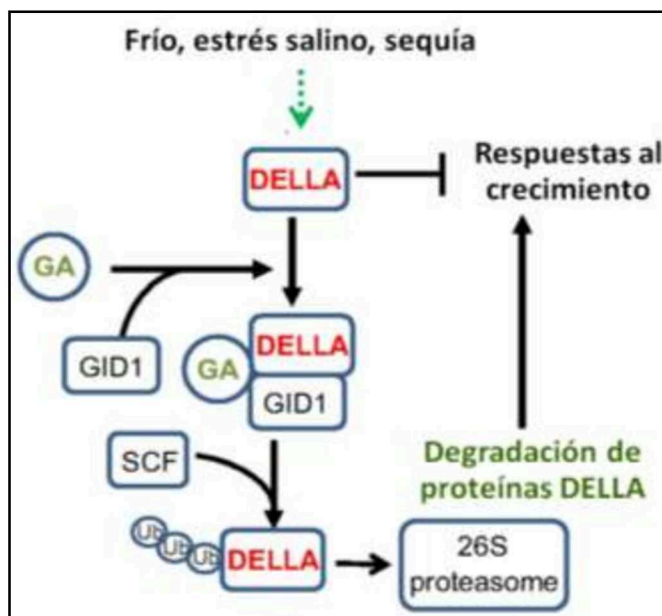 Frío, estrés salino, sequía
DELLA
Respuestas al
crecimiento
GA
GID1
DELLA
GA
GID1
SCF
Degradación de
proteínas DELLA
Ub
Ub
Ub
DELLA
26S
proteasome